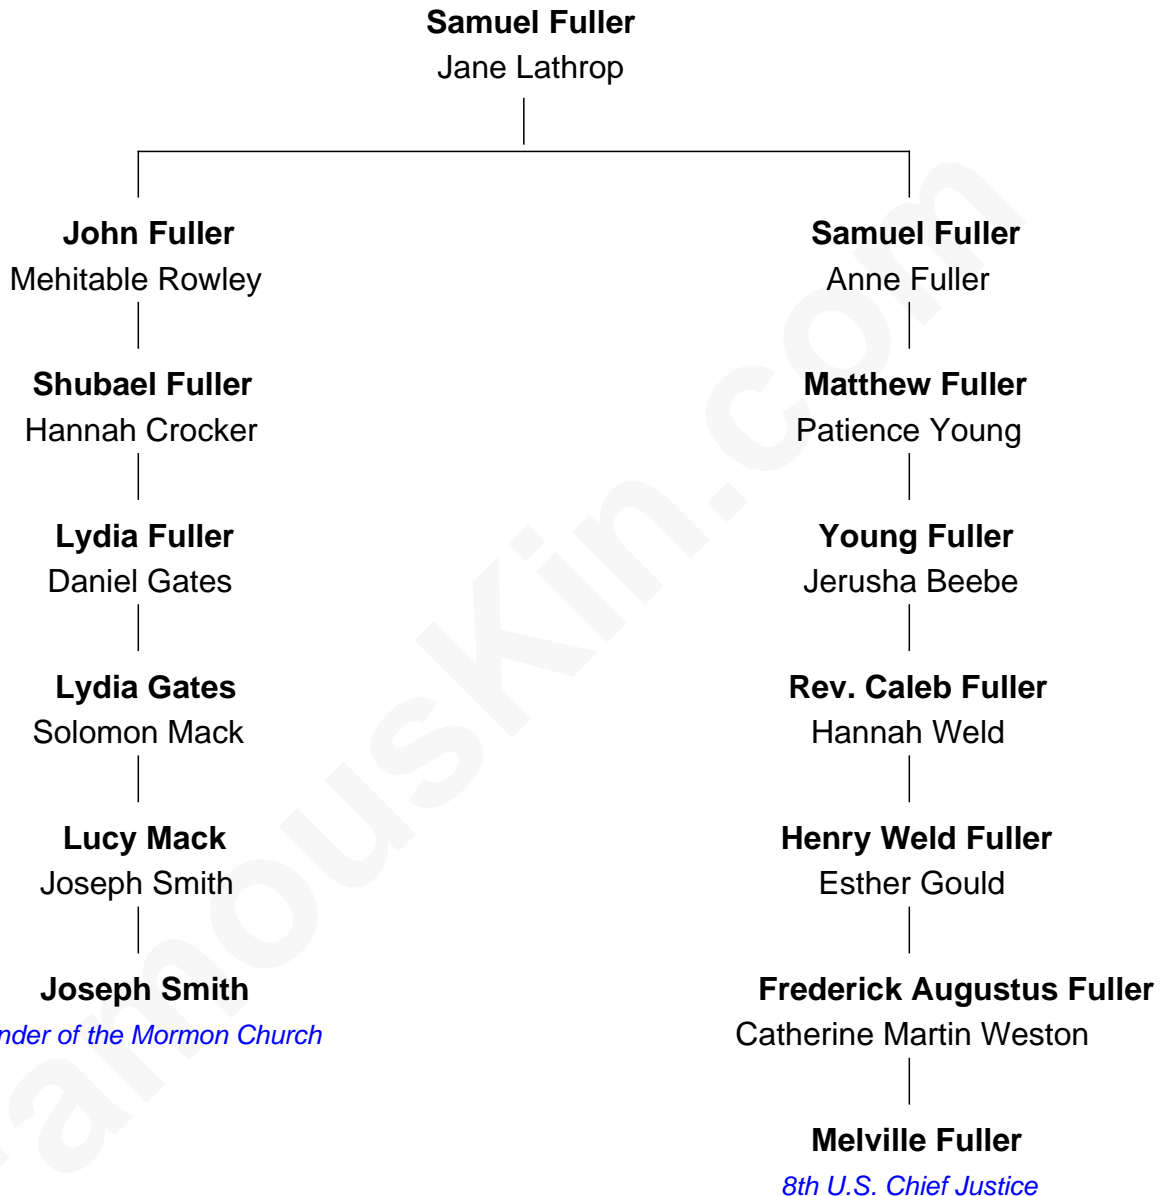 Samuel Fuller
Jane Lathrop
John Fuller
Mehitable Rowley
Shubael Fuller
Hannah Crocker
Lydia Fuller
Daniel Gates
Lydia Gates
Solomon Mack
Lucy Mack
Joseph Smith
Joseph Smith
nder of the Mormon Church
Samuel Fuller
Anne Fuller
Matthew Fuller
Patience Young
Young Fuller
Jerusha Beebe
Rev. Caleb Fuller
Hannah Weld
Henry Weld Fuller
Esther Gould
Frederick Augustus Fuller
Catherine Martin Weston
Melville Fuller
8th U.S. Chief Justice
amousKin.com